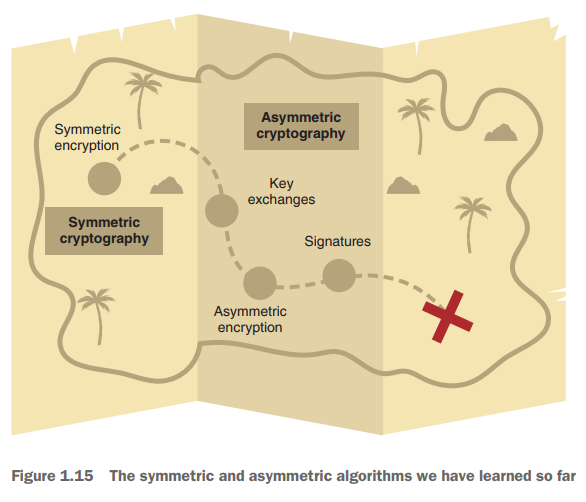 Symmetric
encryption
Asymmetric
cryptography
Key
exchanges
Symmetric
cryptography
Signatures
Asymmetric
encryption
Figure 1.15 The symmetric and asymmetric algorithms we have learned so far